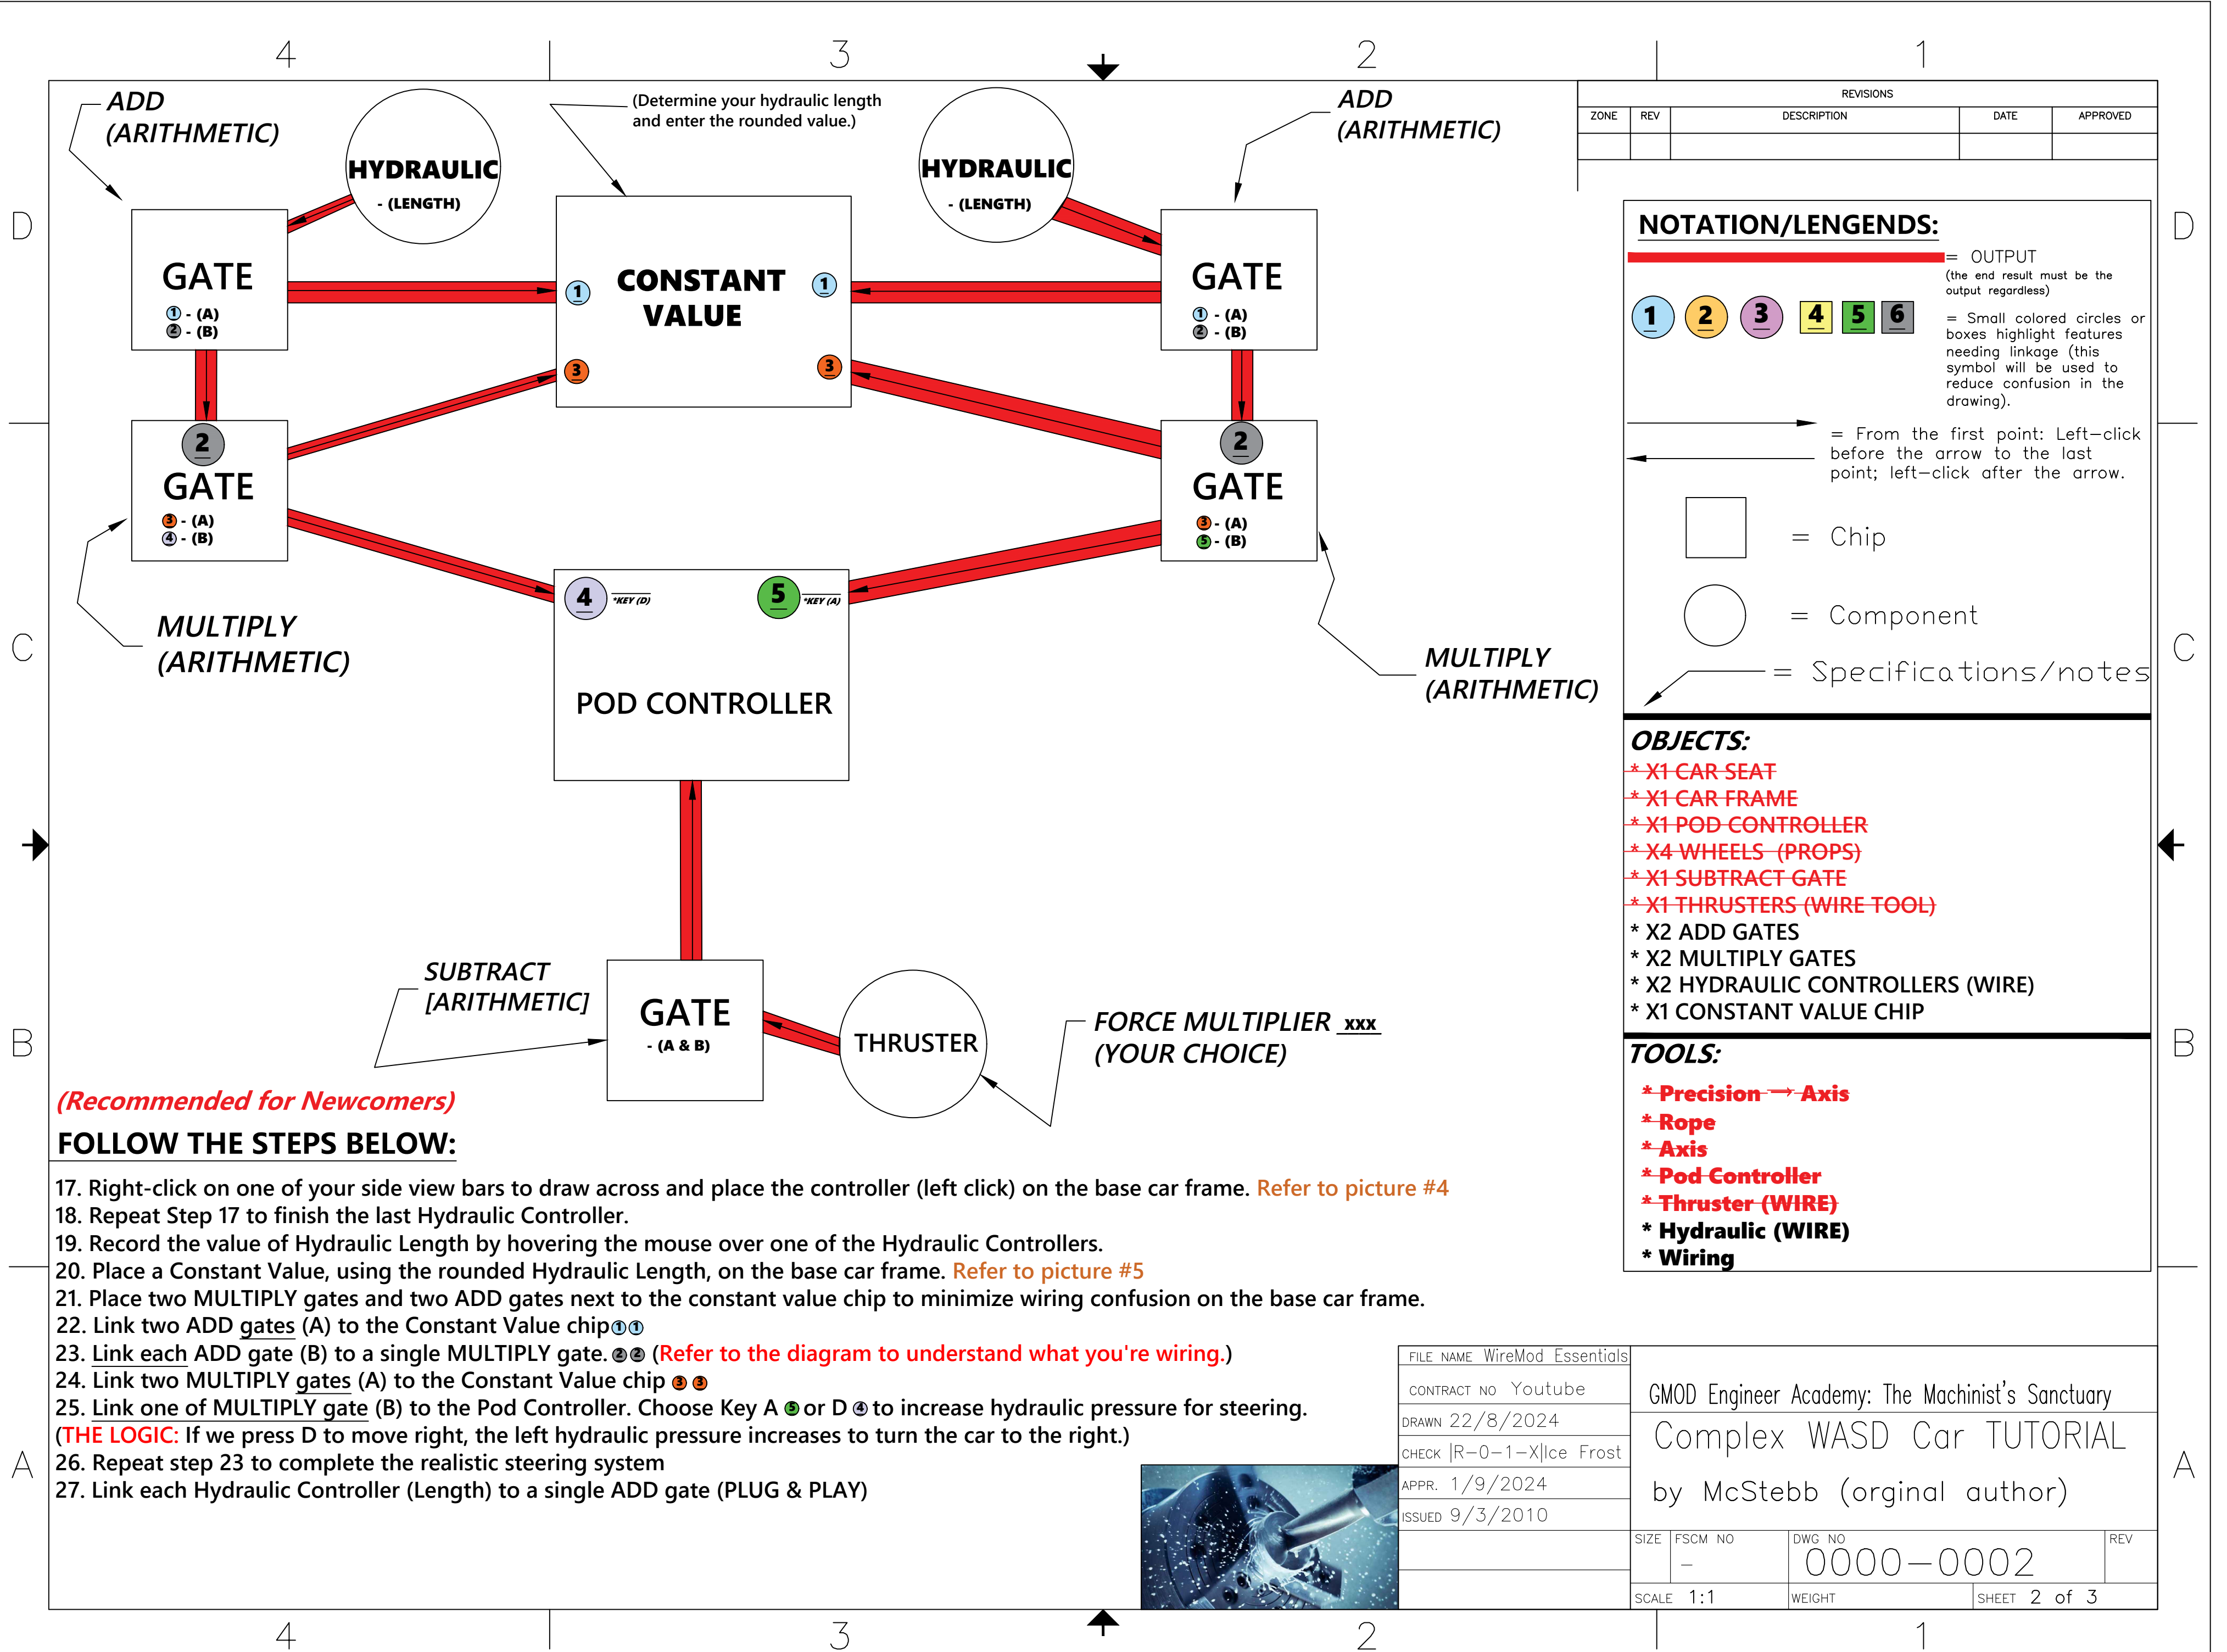 4 3 2 1
ADD
(ARITHMETIC)
HYDRAULIC
- (LENGTH)
(Determine your hydraulic length
and enter the rounded value.)
HYDRAULIC
- (LENGTH)
ADD
(ARITHMETIC)
D
GATE
1 - (A)
2 - (B)
1
CONSTANT
VALUE
1
3
3
GATE
1 - (A)
2 - (B)
2
GATE
3 - (A)
4 - (B)
2
GATE
3 - (A)
5 - (B)
C
MULTIPLY
(ARITHMETIC)
4 *KEY (D)
5 *KEY (A)
POD CONTROLLER
MULTIPLY
(ARITHMETIC)
B
SUBTRACT
[ARITHMETIC]
GATE
- (A & B)
THRUSTER
FORCE MULTIPLIER xxx
(YOUR CHOICE)
REVISIONS
ZONE REV DESCRIPTION DATE APPROVED
D
NOTATION/LENGENDS:
= OUTPUT
(the end result must be the
output regardless)
1 2 3 4 5 6
= Small colored circles or
boxes highlight features
needing linkage (this
symbol will be used to
reduce confusion in the
drawing).
= From the first point: Left-click
before the arrow to the last
point; left-click after the arrow.
= Chip
= Component
C
= Specifications/notes
OBJECTS:
* X1 CAR SEAT
* X1 CAR FRAME
* X1 POD CONTROLLER
* X4 WHEELS (PROPS)
* X1 SUBTRACT GATE
* X1 THRUSTERS (WIRE TOOL)
* X2 ADD GATES
* X2 MULTIPLY GATES
* X2 HYDRAULIC CONTROLLERS (WIRE)
* X1 CONSTANT VALUE CHIP
B
TOOLS:
* Precision → Axis
* Rope
* Axis
* Pod Controller
* Thruster (WIRE)
* Hydraulic (WIRE)
* Wiring
(Recommended for Newcomers)
FOLLOW THE STEPS BELOW:
17. Right-click on one of your side view bars to draw across and place the controller (left click) on the base car frame. Refer to picture #4
18. Repeat Step 17 to finish the last Hydraulic Controller.
19. Record the value of Hydraulic Length by hovering the mouse over one of the Hydraulic Controllers.
20. Place a Constant Value, using the rounded Hydraulic Length, on the base car frame. Refer to picture #5
21. Place two MULTIPLY gates and two ADD gates next to the constant value chip to minimize wiring confusion on the base car frame.
22. Link two ADD gates (A) to the Constant Value chip 1 1
23. Link each ADD gate (B) to a single MULTIPLY gate. 2 2 (Refer to the diagram to understand what you're wiring.)
24. Link two MULTIPLY gates (A) to the Constant Value chip 3 3
25. Link one of MULTIPLY gate (B) to the Pod Controller. Choose Key A 5 or D 4 to increase hydraulic pressure for steering.
(THE LOGIC: If we press D to move right, the left hydraulic pressure increases to turn the car to the right.)
A
26. Repeat step 23 to complete the realistic steering system
27. Link each Hydraulic Controller (Length) to a single ADD gate (PLUG & PLAY)
FILE NAME WireMod Essentials
CONTRACT NO Youtube
DRAWN 22/8/2024
CHECK |R-0-1-X|Ice Frost
APPR. 1/9/2024
ISSUED 9/3/2010
GMOD Engineer Academy: The Machinist's Sanctuary
Complex WASD Car TUTORIAL
by McStebb (orginal author)
A
SIZE FSCM NO DWG NO REV
- 0000-0002
SCALE 1:1 WEIGHT SHEET 2 of 3
4 3 2 1